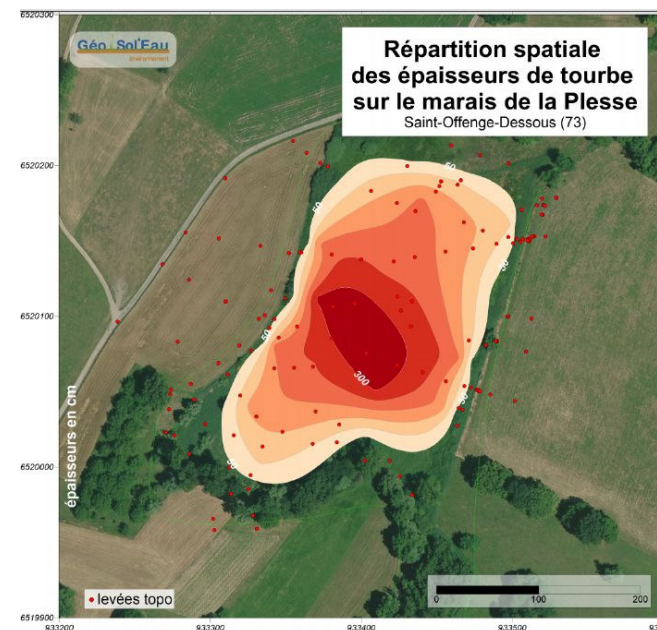 6520300
Géo Sol'Eau
environnement
Répartition spatiale
des épaisseurs de tourbe
sur le marais de la Plesse
Saint-Offenge-Dessous (73)
6520200
50
50
50
6520100
50
300
50
50
6520000
épaisseurs en cm
levées topo
0
100
200
6519900
933200
933300
933400
933500